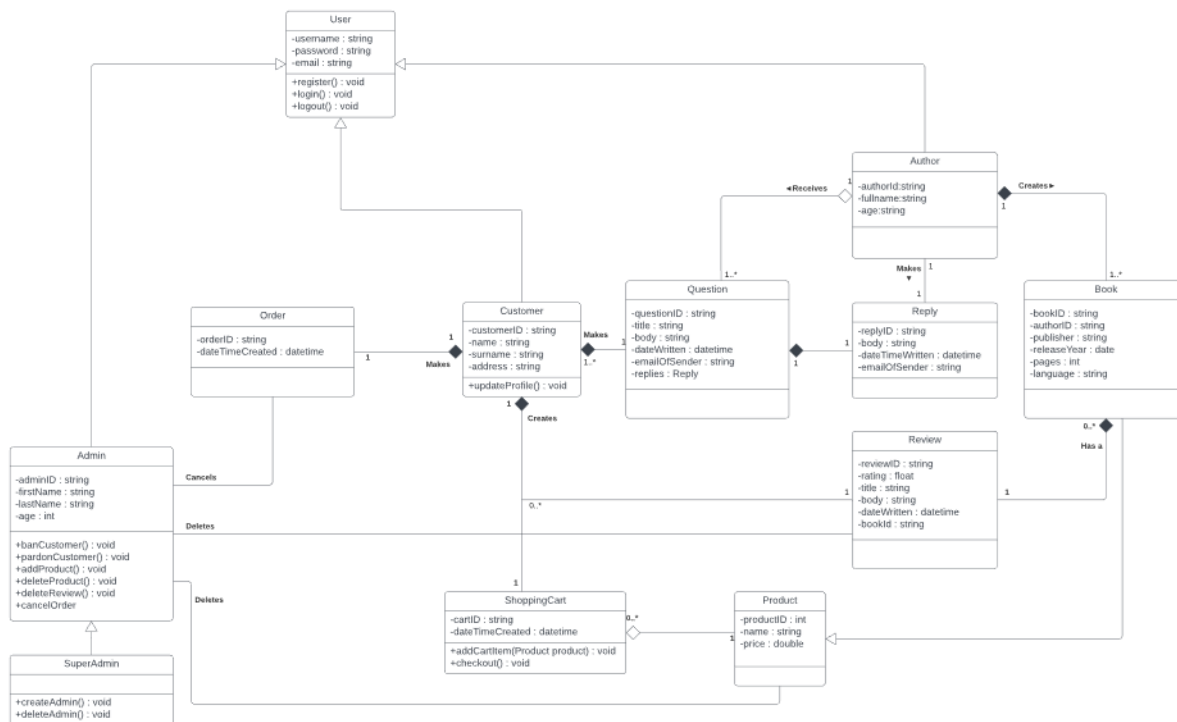 User
-username : string
-password : string
-email : string
+register() : void
+login() : void
+logout() : void
Author
-authorId:string
-fullname:string
-age:string
1
◄Receives
1..*
Creates►
1
1..*
Makes
▼
1
1
Question
-questionID : string
-title : string
-body : string
-dateWritten : datetime
-emailOfSender : string
-replies : Reply
1
Reply
-replyID : string
-body : string
-dateTimeWritten : datetime
-emailOfSender : string
Book
-bookID : string
-authorID : string
-publisher : string
-releaseYear : date
-pages : int
-language : string
Order
-orderID : string
-dateTimeCreated : datetime
1
1
Makes
Customer
-customerID : string
-name : string
-surname : string
-address : string
+updateProfile() : void
Makes
1
1..*
1
Creates
0..*
1
1
Review
-reviewID : string
-rating : float
-title : string
-body : string
-dateWritten : datetime
-bookId : string
0..*
Has a
1
Admin
-adminID : string
-firstName : string
-lastName : string
-age : int
+banCustomer() : void
+pardonCustomer() : void
+addProduct() : void
+deleteProduct() : void
+deleteReview() : void
+cancelOrder
Cancels
Deletes
Deletes
ShoppingCart
-cartID : string
-dateTimeCreated : datetime
+addCartItem(Product product) : void
+checkout() : void
0..*
1
Product
-productID : int
-name : string
-price : double
SuperAdmin
+createAdmin() : void
+deleteAdmin() : void